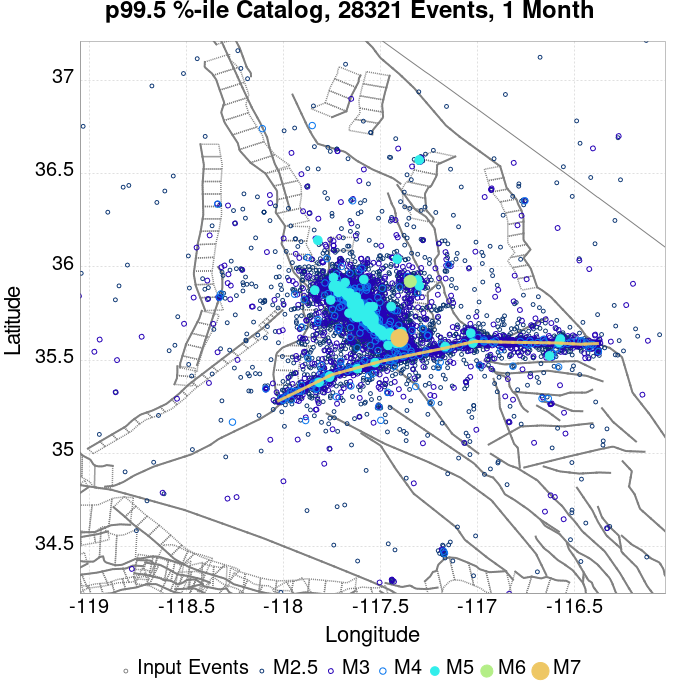 p99.5 %-ile Catalog, 28321 Events, 1 Month
37
36.5
36
35.5
35
34.5
Latitude
-119
-118.5
-118
-117.5
-117
-116.5
Longitude
Input Events
M2.5
M3
M4
M5
M6
M7